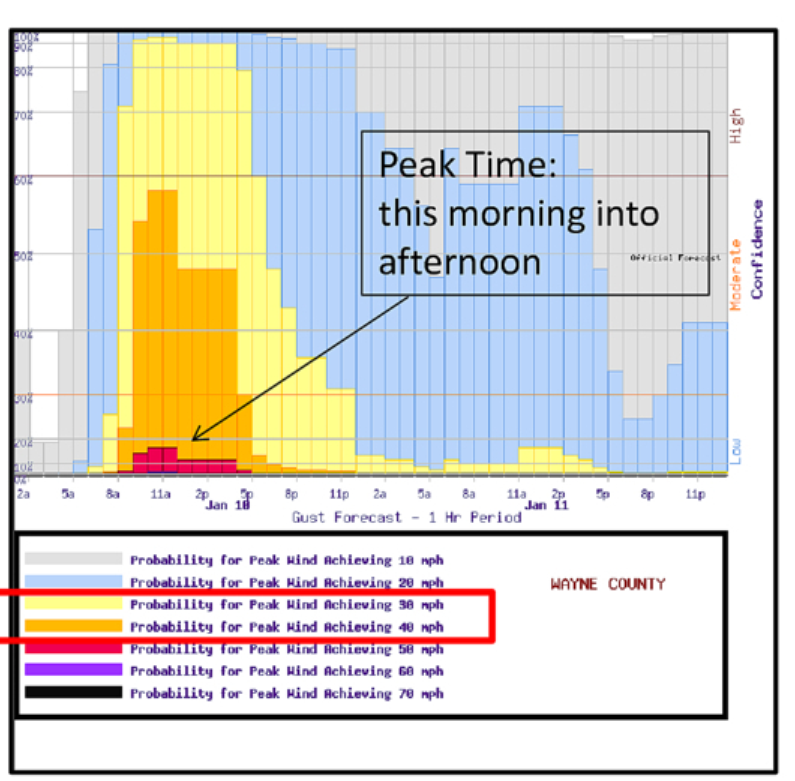 100%
90%
80%
70%
60%
50%
40%
30%
20%
10%
0%
High
Moderate
Low
Confidence
Peak Time:
this morning into
afternoon
Official Forecast
2a 5a 8a 11a 2p 5p 8p 11p 2a 5a 8a 11a 2p 5p 8p 11p
Jan 10 Jan 11
Gust Forecast - 1 Hr Period
Probability for Peak Wind Achieving 10 mph
Probability for Peak Wind Achieving 20 mph
WAYNE COUNTY
Probability for Peak Wind Achieving 30 mph
Probability for Peak Wind Achieving 40 mph
Probability for Peak Wind Achieving 50 mph
Probability for Peak Wind Achieving 60 mph
Probability for Peak Wind Achieving 70 mph